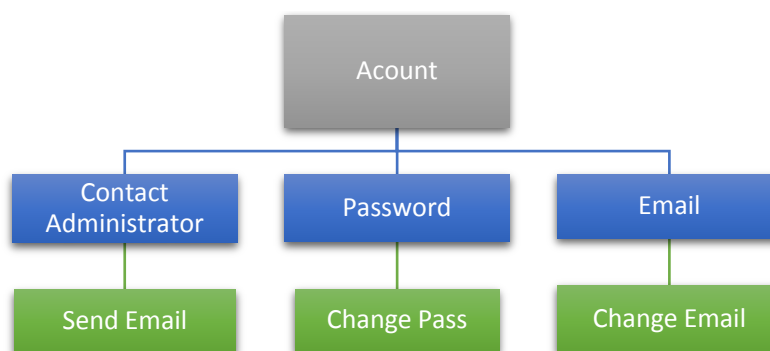 Acount
Contact
Administrator
Password
Email
Send Email
Change Pass
Change Email